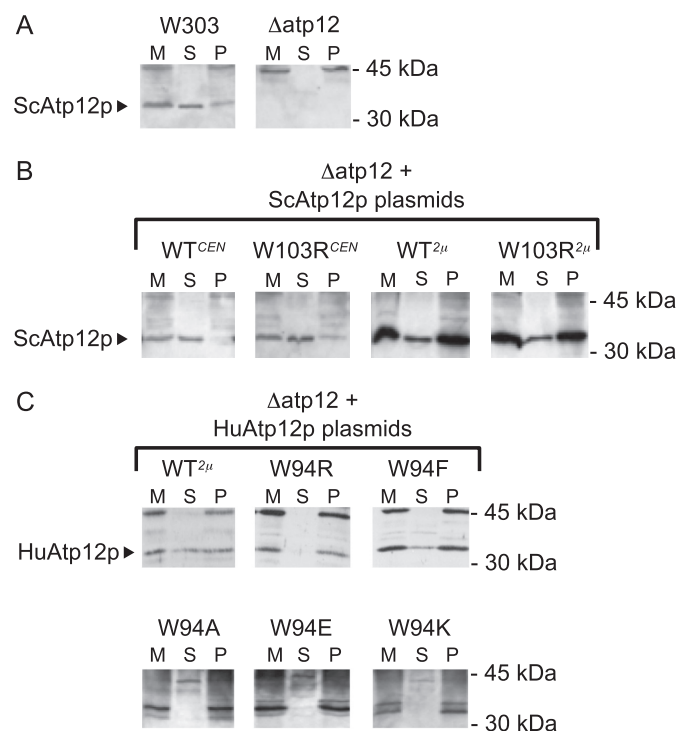 A
W303 Δatp12
M S P M S P
- 45 kDa
ScAtp12p
- 30 kDa
B
Δatp12 +
ScAtp12p plasmids
WT^CEN W103R^CEN WT^2μ W103R^2μ
M S P M S P M S P M S P
- 45 kDa
ScAtp12p
- 30 kDa
C
Δatp12 +
HuAtp12p plasmids
WT^2μ W94R W94F
M S P M S P M S P
- 45 kDa
HuAtp12p
- 30 kDa
W94A W94E W94K
M S P M S P M S P
- 45 kDa
- 30 kDa